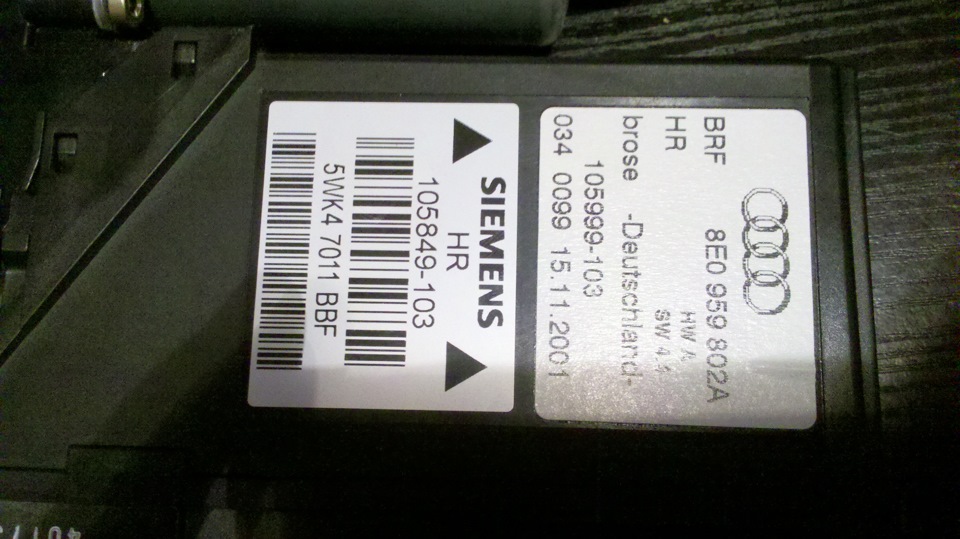 SIEMENS
HR
105849-103
5WK4 7011 BBF
BRF 8E0 959 802A
HR HW A
SW 4.4
brose -Deutschland-
105999-103
034 0099 15.11.2001